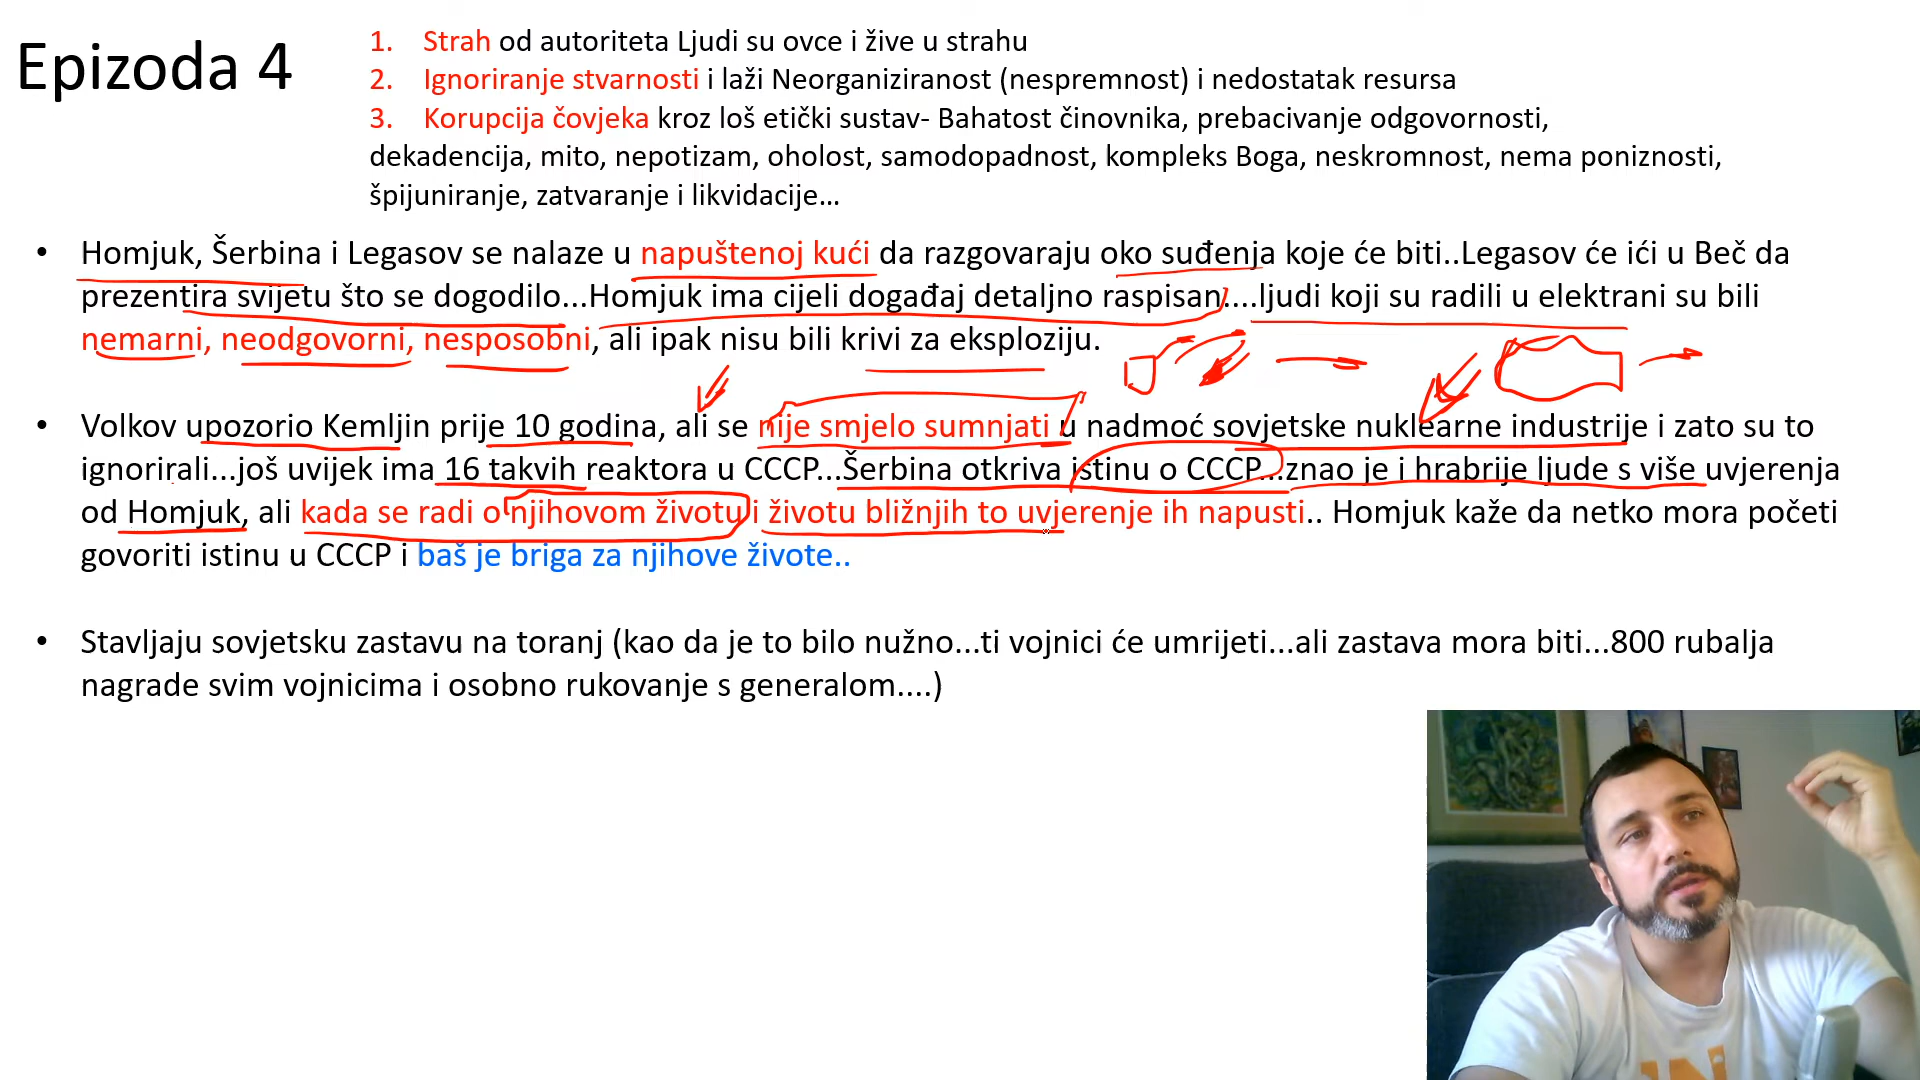 Epizoda 4
1. Strah od autoriteta Ljudi su ovce i žive u strahu
2. Ignoriranje stvarnosti i laži Neorganiziranost (nespremnost) i nedostatak resursa
3. Korupcija čovjeka kroz loš etički sustav- Bahatost činovnika, prebacivanje odgovornosti,
dekadencija, mito, nepotizam, oholost, samodopadnost, kompleks Boga, neskromnost, nema poniznosti,
špijuniranje, zatvaranje i likvidacije...
• Homjuk, Šerbina i Legasov se nalaze u napuštenoj kući da razgovaraju oko suđenja koje će biti..Legasov će ići u Beč da
prezentira svijetu što se dogodilo...Homjuk ima cijeli događaj detaljno raspisan....ljudi koji su radili u elektrani su bili
nemarni, neodgovorni, nesposobni, ali ipak nisu bili krivi za eksploziju.
• Volkov upozorio Kemljin prije 10 godina, ali se nije smjelo sumnjati u nadmoć sovjetske nuklearne industrije i zato su to
ignorirali...još uvijek ima 16 takvih reaktora u CCCP...Šerbina otkriva istinu o CCCP...znao je i hrabrije ljude s više uvjerenja
od Homjuk, ali kada se radi o njihovom životu i životu bližnjih to uvjerenje ih napusti.. Homjuk kaže da netko mora početi
govoriti istinu u CCCP i baš je briga za njihove živote..
• Stavljaju sovjetsku zastavu na toranj (kao da je to bilo nužno...ti vojnici će umrijeti...ali zastava mora biti...800 rubalja
nagrade svim vojnicima i osobno rukovanje s generalom....)